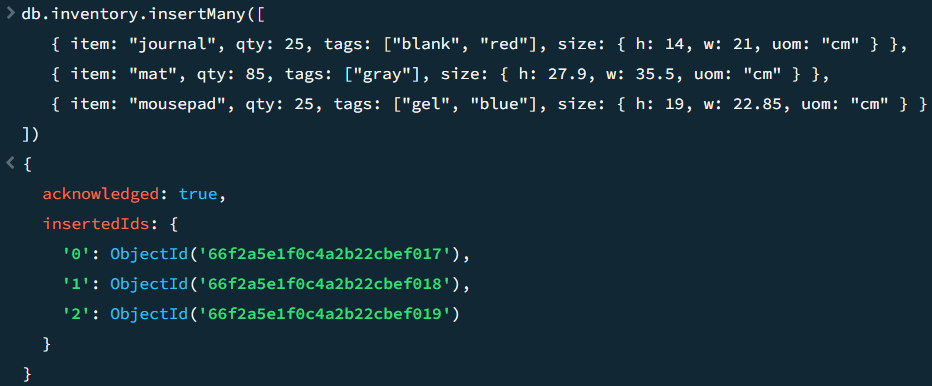 > db.inventory.insertMany([
{ item: "journal", qty: 25, tags: ["blank", "red"], size: { h: 14, w: 21, uom: "cm" } },
{ item: "mat", qty: 85, tags: ["gray"], size: { h: 27.9, w: 35.5, uom: "cm" } },
{ item: "mousepad", qty: 25, tags: ["gel", "blue"], size: { h: 19, w: 22.85, uom: "cm" } }
])
< {
acknowledged: true,
insertedIds: {
'0': ObjectId('66f2a5e1f0c4a2b22cbef017'),
'1': ObjectId('66f2a5e1f0c4a2b22cbef018'),
'2': ObjectId('66f2a5e1f0c4a2b22cbef019')
}
}